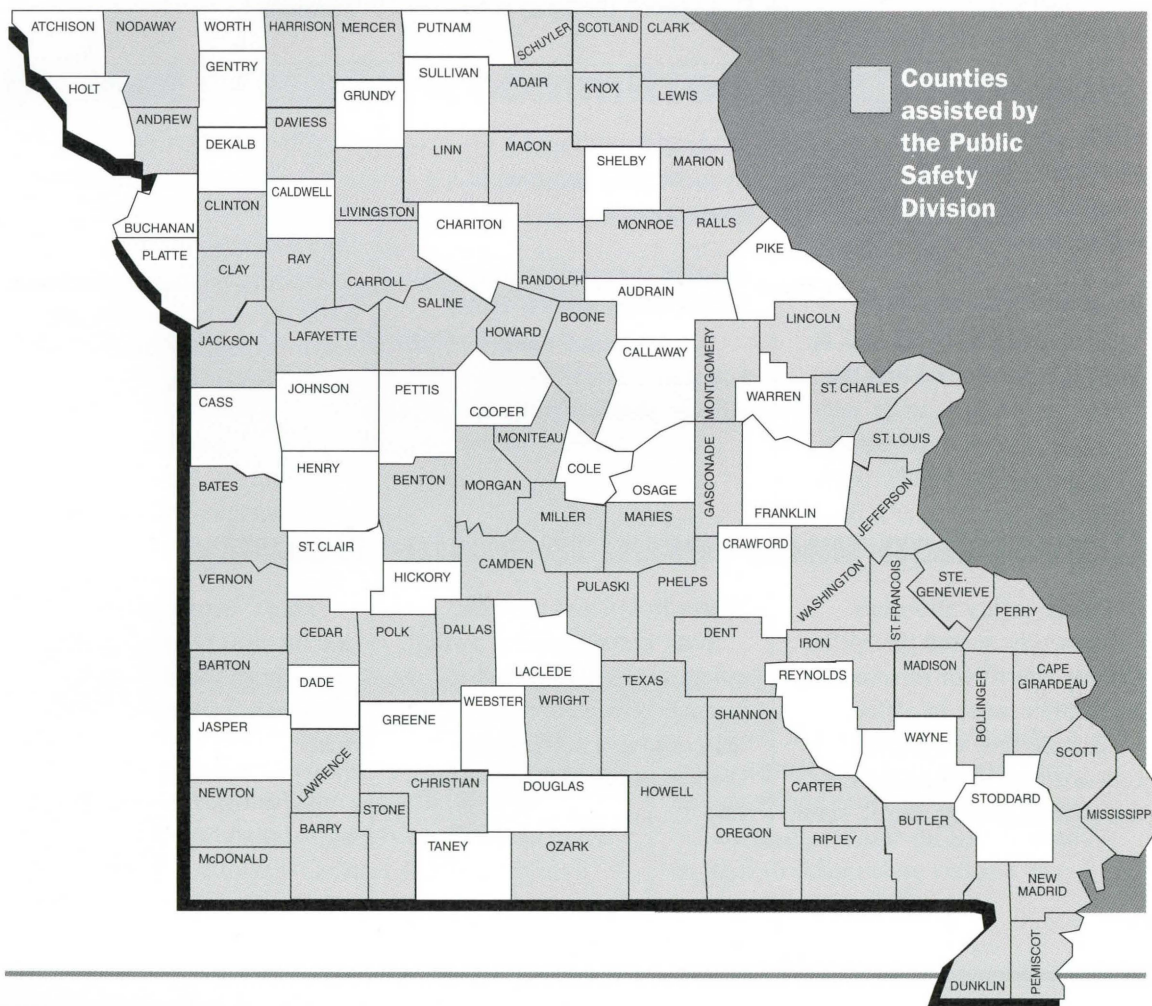 ATCHISON
NODAWAY
WORTH
HARRISON
MERCER
PUTNAM
SCHUYLER
SCOTLAND
CLARK
HOLT
GENTRY
SULLIVAN
ADAIR
KNOX
LEWIS
GRUNDY
ANDREW
DAVIESS
DEKALB
LINN
MACON
SHELBY
MARION
CALDWELL
CLINTON
LIVINGSTON
BUCHANAN
CHARITON
MONROE
RALLS
PLATTE
CLAY
RAY
CARROLL
RANDOLPH
PIKE
AUDRAIN
SALINE
JACKSON
LAFAYETTE
HOWARD
BOONE
LINCOLN
CALLAWAY
MONTGOMERY
CASS
JOHNSON
PETTIS
COOPER
WARREN
ST. CHARLES
MONITEAU
ST. LOUIS
HENRY
COLE
BATES
BENTON
MORGAN
OSAGE
GASCONADE
FRANKLIN
JEFFERSON
MILLER
MARIES
ST. CLAIR
CRAWFORD
CAMDEN
HICKORY
VERNON
PULASKI
PHELPS
WASHINGTON
ST. FRANCOIS
STE.
GENEVIEVE
PERRY
CEDAR
POLK
DALLAS
DENT
IRON
BARTON
LACLEDE
TEXAS
REYNOLDS
MADISON
BOLLINGER
CAPE
GIRARDEAU
DADE
WEBSTER
WRIGHT
SHANNON
JASPER
GREENE
WAYNE
SCOTT
LAWRENCE
NEWTON
CHRISTIAN
DOUGLAS
HOWELL
CARTER
STODDARD
STONE
BARRY
OREGON
RIPLEY
BUTLER
MISSISSIPPI
McDONALD
TANEY
OZARK
NEW
MADRID
DUNKLIN
PEMISCOT
Counties
assisted by
the Public
Safety
Division